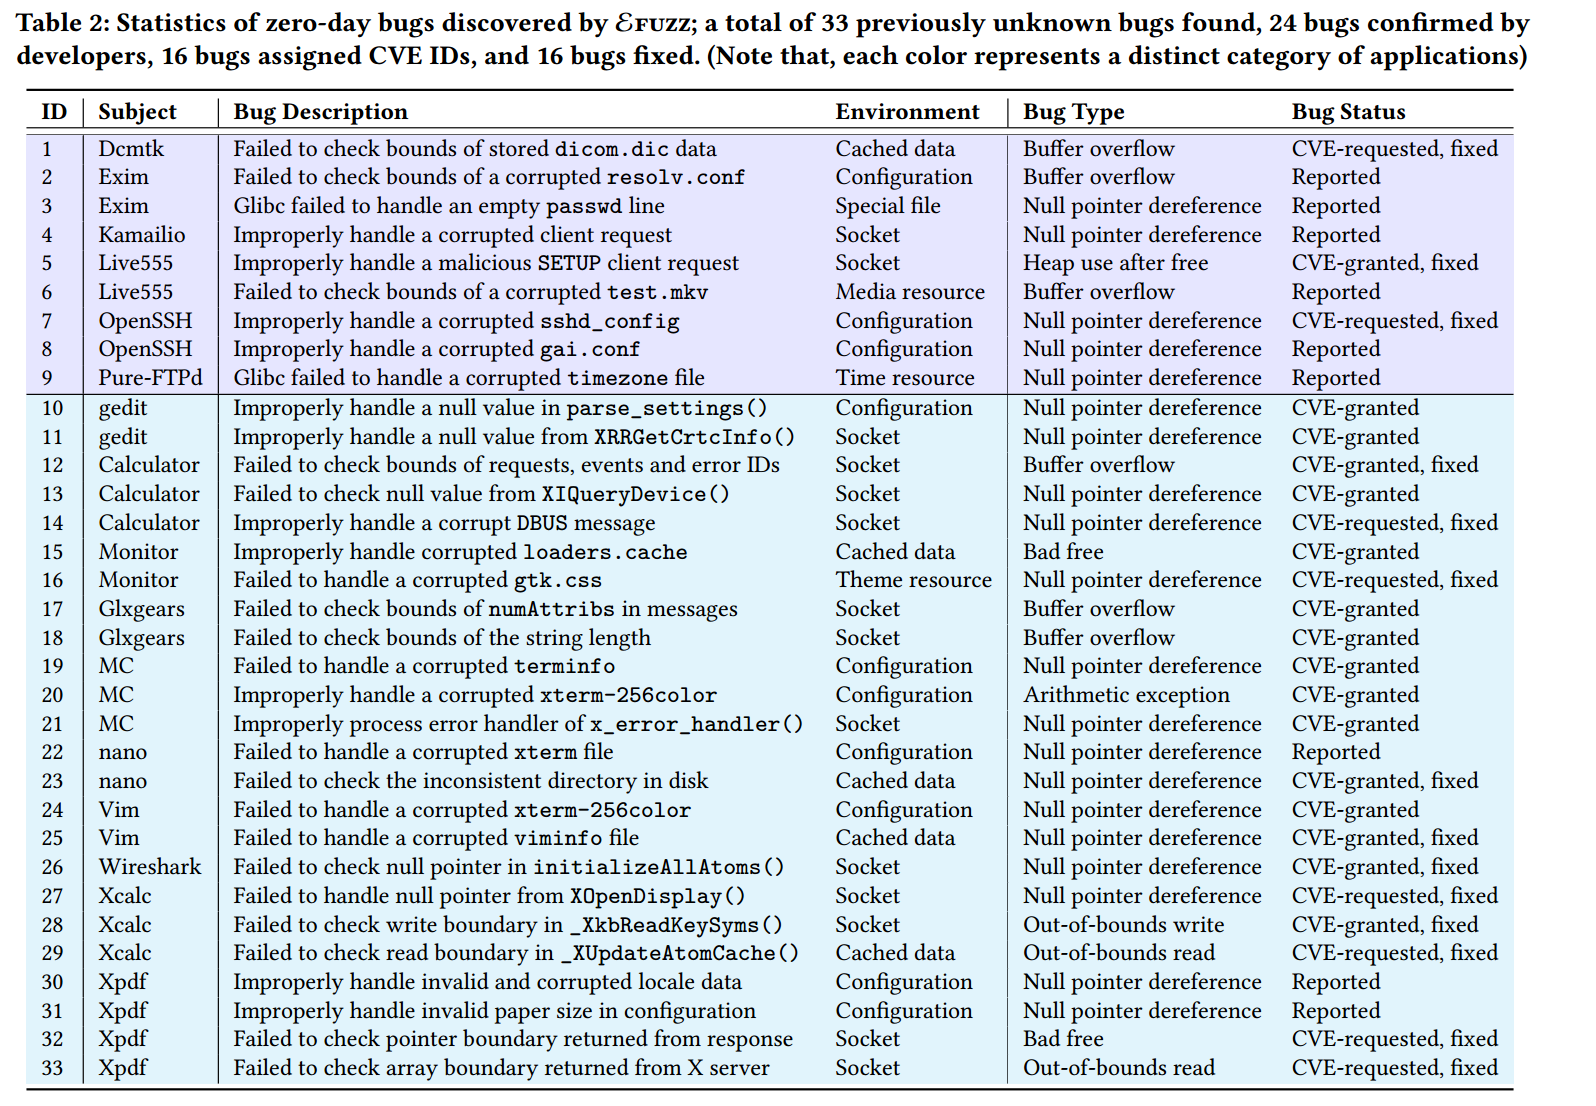 Table 2: Statistics of zero-day bugs discovered by ℰFUZZ; a total of 33 previously unknown bugs found, 24 bugs confirmed by
developers, 16 bugs assigned CVE IDs, and 16 bugs fixed. (Note that, each color represents a distinct category of applications)
ID Subject Bug Description Environment Bug Type Bug Status
1 Dcmtk Failed to check bounds of stored dicom.dic data Cached data Buffer overflow CVE-requested, fixed
2 Exim Failed to check bounds of a corrupted resolv.conf Configuration Buffer overflow Reported
3 Exim Glibc failed to handle an empty passwd line Special file Null pointer dereference Reported
4 Kamailio Improperly handle a corrupted client request Socket Null pointer dereference Reported
5 Live555 Improperly handle a malicious SETUP client request Socket Heap use after free CVE-granted, fixed
6 Live555 Failed to check bounds of a corrupted test.mkv Media resource Buffer overflow Reported
7 OpenSSH Improperly handle a corrupted sshd_config Configuration Null pointer dereference CVE-requested, fixed
8 OpenSSH Improperly handle a corrupted gai.conf Configuration Null pointer dereference Reported
9 Pure-FTPd Glibc failed to handle a corrupted timezone file Time resource Null pointer dereference Reported
10 gedit Improperly handle a null value in parse_settings() Configuration Null pointer dereference CVE-granted
11 gedit Improperly handle a null value from XRRGetCrtcInfo() Socket Null pointer dereference CVE-granted
12 Calculator Failed to check bounds of requests, events and error IDs Socket Buffer overflow CVE-granted, fixed
13 Calculator Failed to check null value from XIQueryDevice() Socket Null pointer dereference CVE-granted
14 Calculator Improperly handle a corrupt DBUS message Socket Null pointer dereference CVE-requested, fixed
15 Monitor Improperly handle corrupted loaders.cache Cached data Bad free CVE-granted
16 Monitor Failed to handle a corrupted gtk.css Theme resource Null pointer dereference CVE-requested, fixed
17 Glxgears Failed to check bounds of numAttribs in messages Socket Buffer overflow CVE-granted
18 Glxgears Failed to check bounds of the string length Socket Buffer overflow CVE-granted
19 MC Failed to handle a corrupted terminfo Configuration Null pointer dereference CVE-granted
20 MC Improperly handle a corrupted xterm-256color Configuration Arithmetic exception CVE-granted
21 MC Improperly process error handler of x_error_handler() Socket Null pointer dereference CVE-granted
22 nano Failed to handle a corrupted xterm file Configuration Null pointer dereference Reported
23 nano Failed to check the inconsistent directory in disk Cached data Null pointer dereference CVE-granted, fixed
24 Vim Failed to handle a corrupted xterm-256color Configuration Null pointer dereference CVE-granted
25 Vim Failed to handle a corrupted viminfo file Cached data Null pointer dereference CVE-granted, fixed
26 Wireshark Failed to check null pointer in initializeAllAtoms() Socket Null pointer dereference CVE-granted, fixed
27 Xcalc Failed to handle null pointer from XOpenDisplay() Socket Null pointer dereference CVE-requested, fixed
28 Xcalc Failed to check write boundary in _XkbReadKeySyms() Socket Out-of-bounds write CVE-granted, fixed
29 Xcalc Failed to check read boundary in _XUpdateAtomCache() Cached data Out-of-bounds read CVE-requested, fixed
30 Xpdf Improperly handle invalid and corrupted locale data Configuration Null pointer dereference Reported
31 Xpdf Improperly handle invalid paper size in configuration Configuration Null pointer dereference Reported
32 Xpdf Failed to check pointer boundary returned from response Socket Bad free CVE-requested, fixed
33 Xpdf Failed to check array boundary returned from X server Socket Out-of-bounds read CVE-requested, fixed